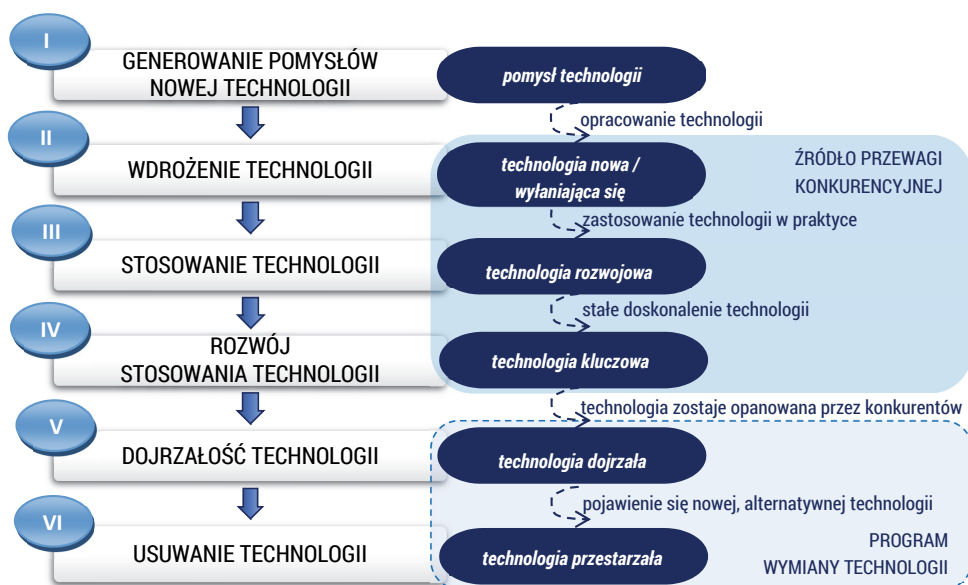 I
GENEROWANIE POMYSŁÓW
NOWEJ TECHNOLOGII
pomysł technologii
opracowanie technologii
II
WDROŻENIE TECHNOLOGII
technologia nowa /
wyłaniająca się
ŹRÓDŁO PRZEWAGI
KONKURENCYJNEJ
zastosowanie technologii w praktyce
III
STOSOWANIE TECHNOLOGII
technologia rozwojowa
stałe doskonalenie technologii
IV
ROZWÓJ
STOSOWANIA TECHNOLOGII
technologia kluczowa
technologia zostaje opanowana przez konkurentów
V
DOJRZAŁOŚĆ TECHNOLOGII
technologia dojrzała
pojawienie się nowej, alternatywnej technologii
VI
USUWANIE TECHNOLOGII
technologia przestarzała
PROGRAM
WYMIANY TECHNOLOGII